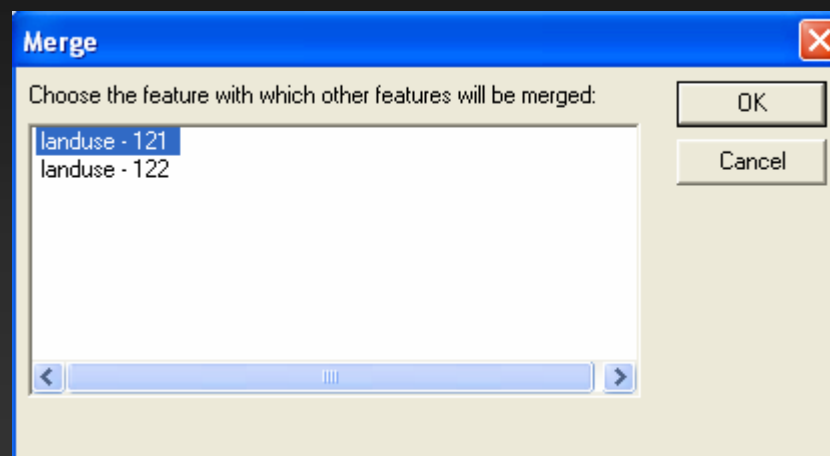 Merge
Choose the feature with which other features will be merged:
OK
landuse - 121
landuse - 122
Cancel